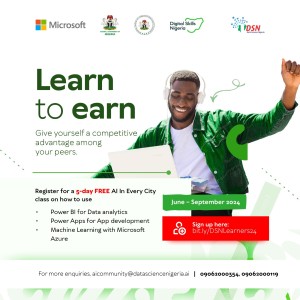 Microsoft
Digital Skills
Nigeria
DSN
Learn
to earn
Give yourself a competitive
advantage among
your peers.
Register for a 5-day FREE AI In Every City
class on how to use
• Power BI for Data analytics
• Power Apps for App development
• Machine Learning with Microsoft
Azure
June – September 2024
Sign up here:
bit.ly/DSNLearners24
For more enquiries, aicommunity@datasciencenigeria.ai | 09061000554, 09062000119